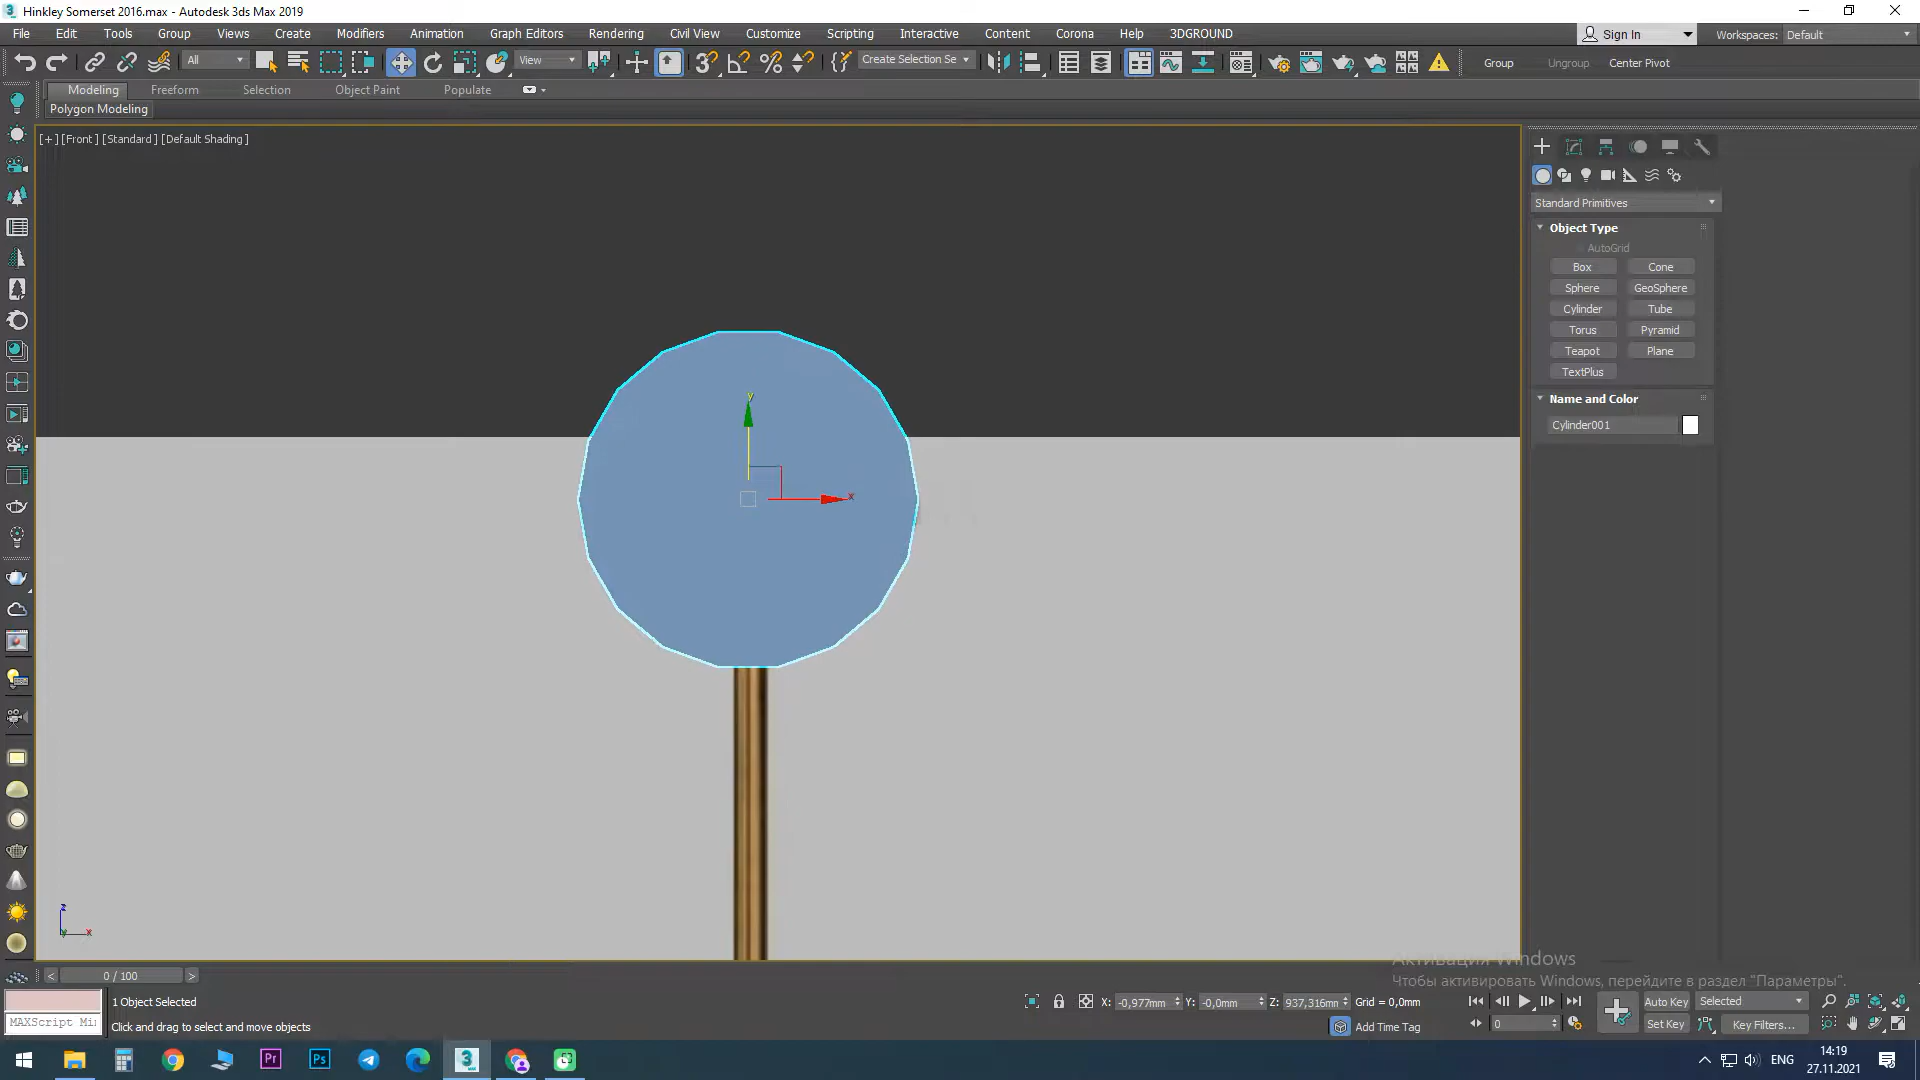 Hinkley Somerset 2016.max - Autodesk 3ds Max 2019
File Edit Tools Group Views Create Modifiers Animation Graph Editors Rendering Civil View Customize Scripting Interactive Content Corona Help 3DGROUND Sign In Workspaces: Default
All View Create Selection Se Group Ungroup Center Pivot
Modeling Freeform Selection Object Paint Populate
Polygon Modeling
[+] [Front] [Standard] [Default Shading]
Standard Primitives
Object Type
AutoGrid
Box Cone
Sphere GeoSphere
Cylinder Tube
Torus Pyramid
Teapot Plane
TextPlus
Name and Color
Cylinder001
y
x
z
y x
Активация Windows
Чтобы активировать Windows, перейдите в раздел "Параметры".
< 0 / 100 >
1 Object Selected X: -0,977mm Y: -0,0mm Z: 937,316mm Grid = 0,0mm Auto Key Selected
MAXScript Mi Click and drag to select and move objects Add Time Tag 0 Set Key Key Filters...
ENG 14:19
27.11.2021